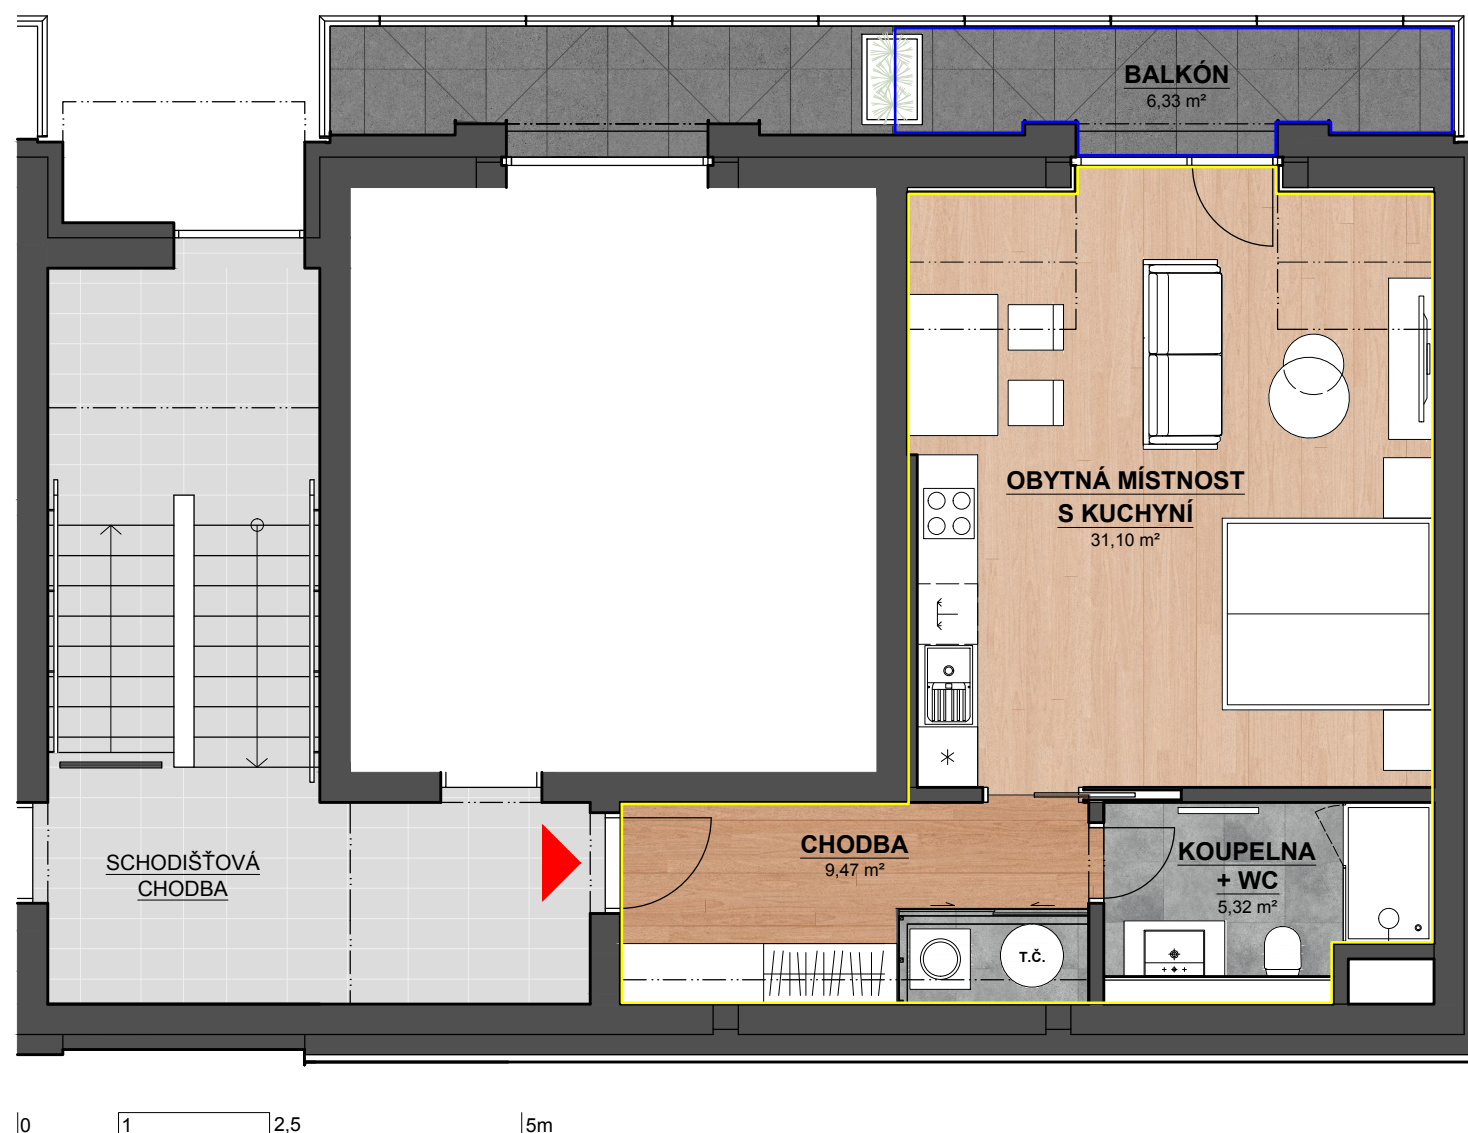 BALKÓN
6,33 m²
OBYTNÁ MÍSTNOST
S KUCHYNÍ
31,10 m²
CHODBA
9,47 m²
KOUPELNA
+ WC
5,32 m²
SCHODIŠŤOVÁ
CHODBA
T.Č.
0 1 2,5 5m